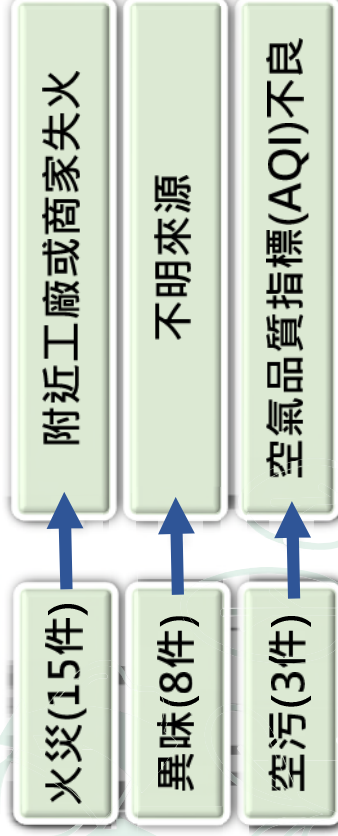 火災(15件)
附近工廠或商家失火
異味(8件)
不明來源
空污(3件)
空氣品質指標(AQI)不良